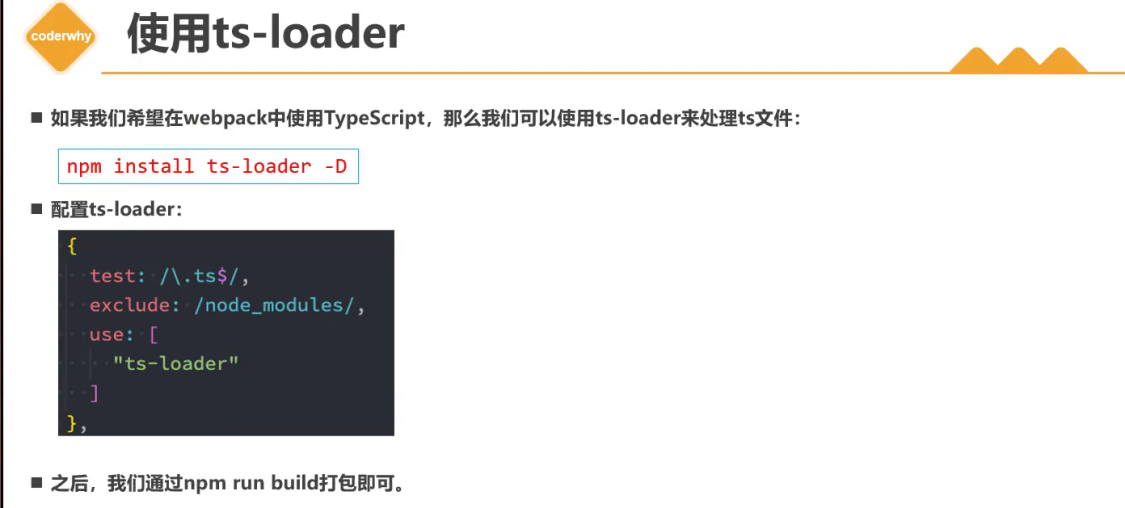 coderwhy
使用ts-loader
■ 如果我们希望在webpack中使用TypeScript，那么我们可以使用ts-loader来处理ts文件：
npm install ts-loader -D
■ 配置ts-loader：
{
test: /\.ts$/,
exclude: /node_modules/,
use: [
"ts-loader"
]
},
■ 之后，我们通过npm run build打包即可。